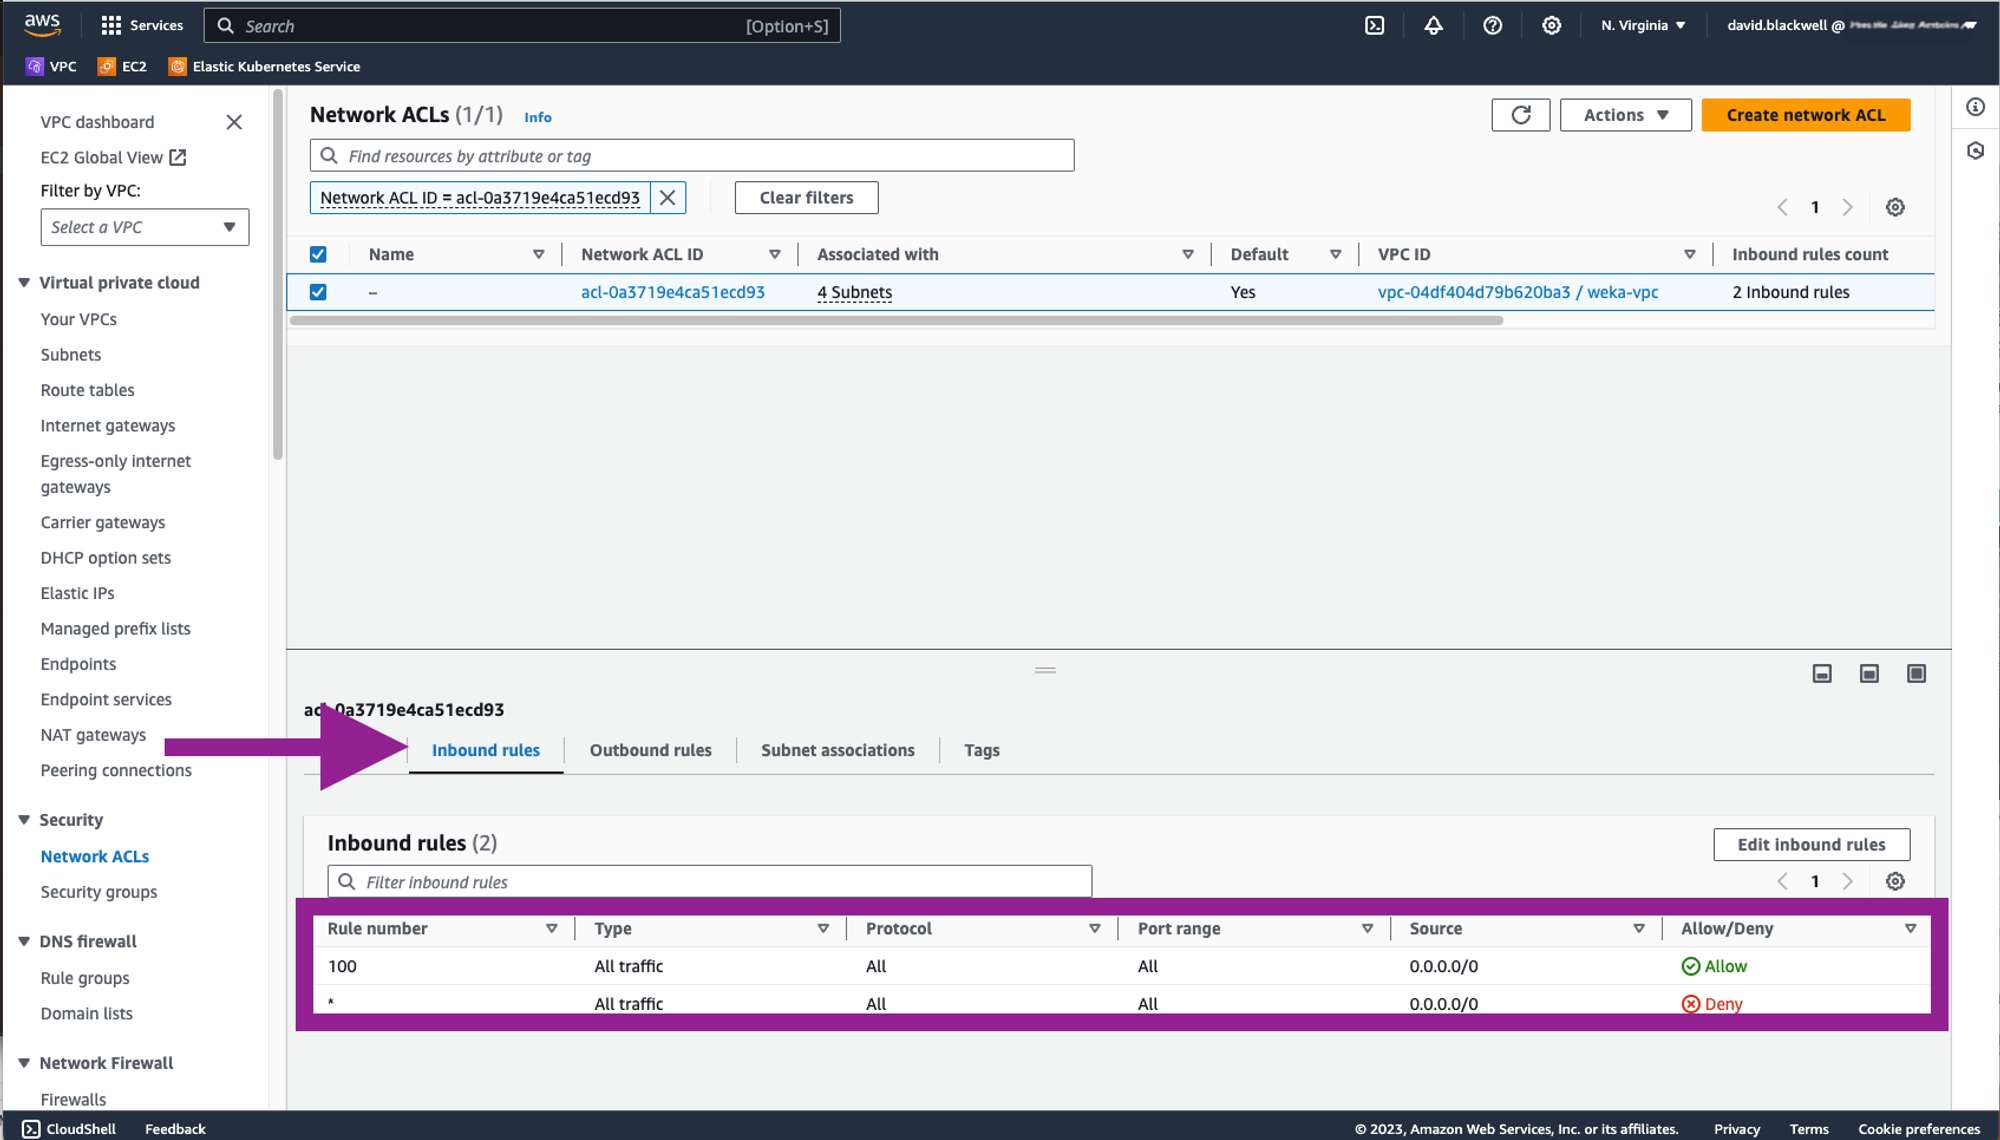 aws Services Search [Option+S] N. Virginia david.blackwell @
VPC EC2 Elastic Kubernetes Service
VPC dashboard
EC2 Global View
Filter by VPC:
Select a VPC
Virtual private cloud
Your VPCs
Subnets
Route tables
Internet gateways
Egress-only internet
gateways
Carrier gateways
DHCP option sets
Elastic IPs
Managed prefix lists
Endpoints
Endpoint services
NAT gateways
Peering connections
Security
Network ACLs
Security groups
DNS firewall
Rule groups
Domain lists
Network Firewall
Firewalls
Network ACLs (1/1) Info
Actions
Create network ACL
Find resources by attribute or tag
Network ACL ID = acl-0a3719e4ca51ecd93
Clear filters
1
Name Network ACL ID Associated with Default VPC ID Inbound rules count
– acl-0a3719e4ca51ecd93 4 Subnets Yes vpc-04df404d79b620ba3 / weka-vpc 2 Inbound rules
acl-0a3719e4ca51ecd93
Inbound rules Outbound rules Subnet associations Tags
Inbound rules (2)
Edit inbound rules
Filter inbound rules
1
Rule number Type Protocol Port range Source Allow/Deny
100 All traffic All All 0.0.0.0/0 Allow
* All traffic All All 0.0.0.0/0 Deny
CloudShell Feedback © 2023, Amazon Web Services, Inc. or its affiliates. Privacy Terms Cookie preferences